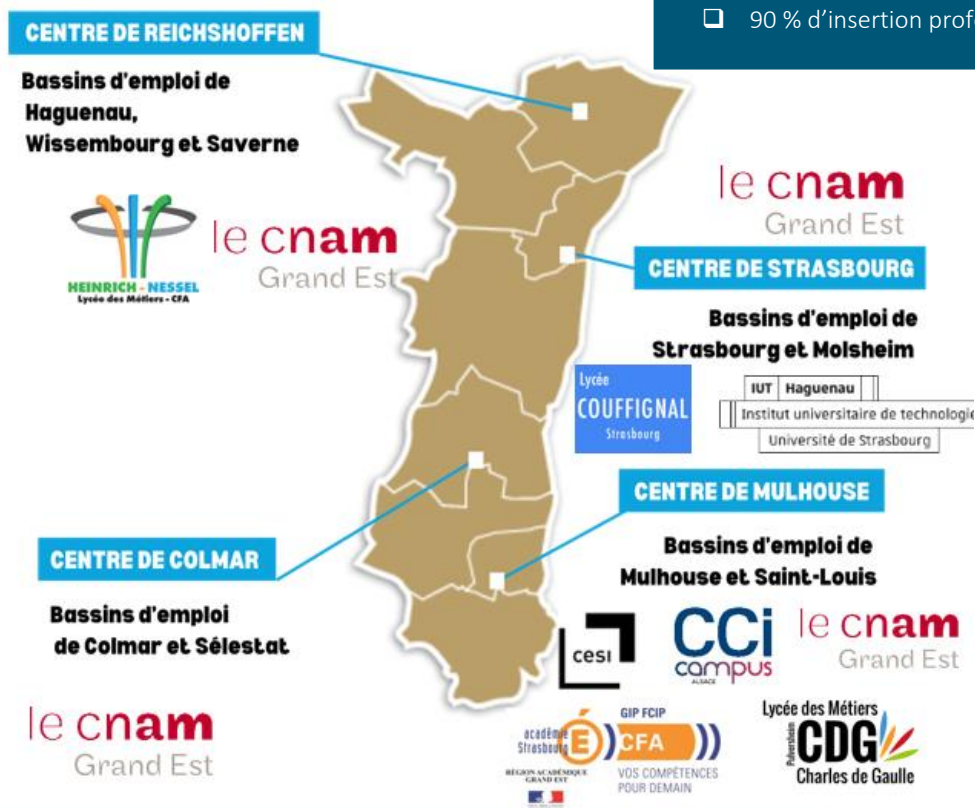 ❑ 90 % d'insertion prof
CENTRE DE REICHSHOFFEN
Bassins d'emploi de
Haguenau,
Wissembourg et Saverne
HEINRICH - NESSEL
Lycée des Métiers - CFA
le cnam
Grand Est
le cnam
Grand Est
CENTRE DE STRASBOURG
Bassins d'emploi de
Strasbourg et Molsheim
Lycée
COUFFIGNAL
Strasbourg
IUT Haguenau
Institut universitaire de technologie
Université de Strasbourg
CENTRE DE MULHOUSE
Bassins d'emploi de
Mulhouse et Saint-Louis
cesi
CCi
campus
ALSACE
le cnam
Grand Est
CENTRE DE COLMAR
Bassins d'emploi
de Colmar et Sélestat
le cnam
Grand Est
académie
Strasbourg
É
RÉGION ACADÉMIQUE
GRAND EST
GIP FCIP
CFA
VOS COMPÉTENCES
POUR DEMAIN
Lycée des Métiers
Pulversheim
CDG
Charles de Gaulle